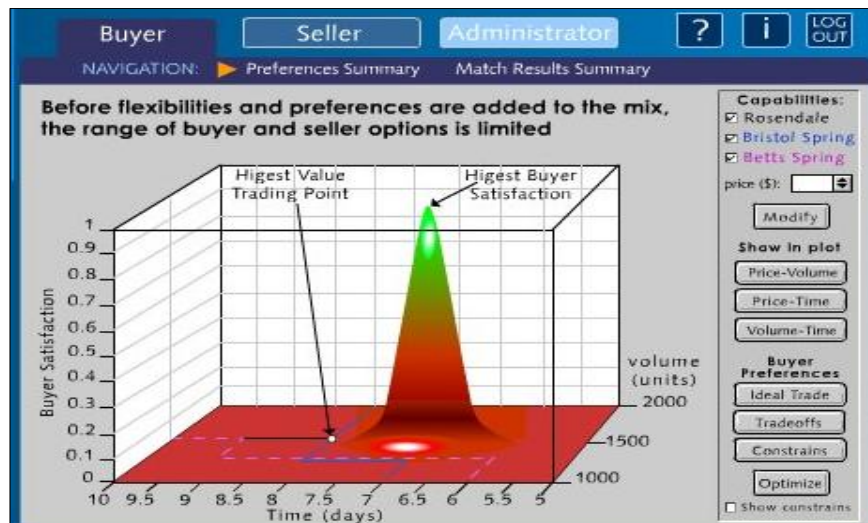 Buyer
Seller
Administrator
?
i
LOG
OUT
NAVIGATION:
Preferences Summary
Match Results Summary
Before flexibilities and preferences are added to the mix,
the range of buyer and seller options is limited
Higest Value
Trading Point
Higest Buyer
Satisfaction
Buyer Satisfaction
1
0.9
0.8
0.7
0.6
0.5
0.4
0.3
0.2
0.1
0
10 9.5 9 8.5 8 7.5 7 6.5 6 5.5 5
Time (days)
volume
(units)
2000
1500
1000
Capabilities:
Rosendale
Bristol Spring
Betts Spring
price ($):
Modify
Show in plot
Price-Volume
Price-Time
Volume-Time
Buyer
Preferences
Ideal Trade
Tradeoffs
Constrains
Optimize
Show constrains